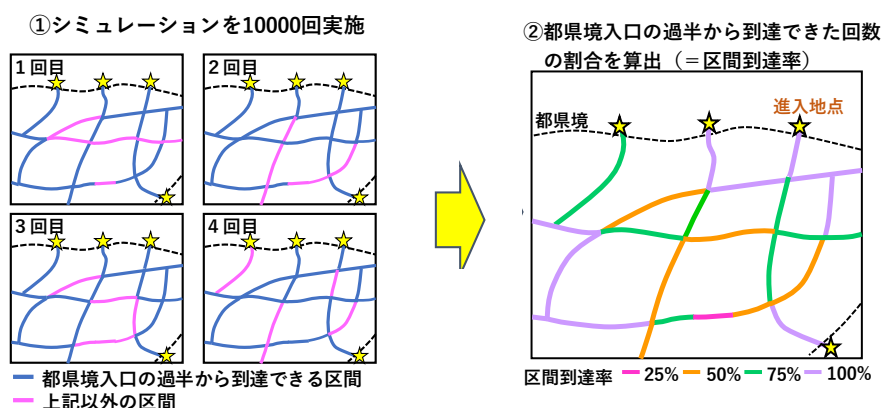 ①シミュレーションを10000回実施
1回目
2回目
3回目
4回目
都県境入口の過半から到達できる区間
上記以外の区間
②都県境入口の過半から到達できた回数
の割合を算出（＝区間到達率）
都県境
進入地点
区間到達率 25% 50% 75% 100%